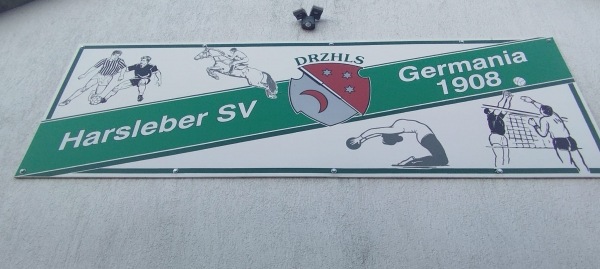 DRZHLS
Harsleber SV
Germania
1908